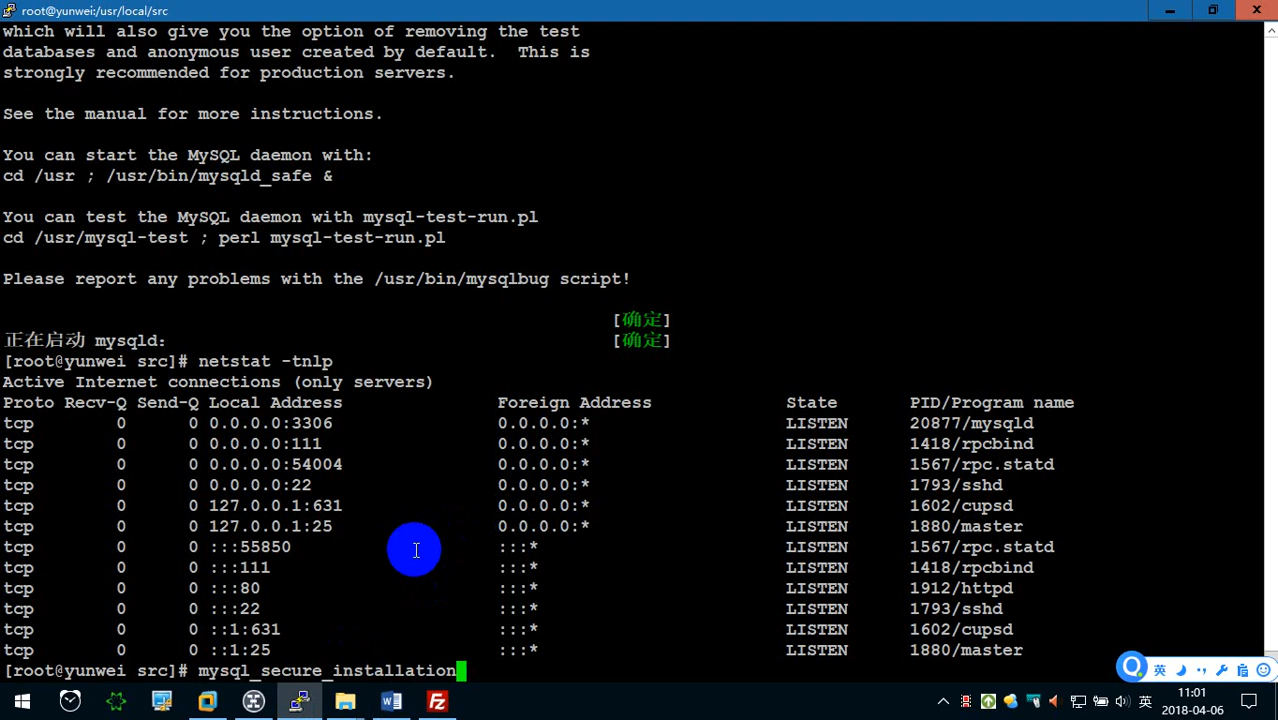 root@yunwei:/usr/local/src
which will also give you the option of removing the test
databases and anonymous user created by default.  This is
strongly recommended for production servers.
See the manual for more instructions.
You can start the MySQL daemon with:
cd /usr ; /usr/bin/mysqld_safe &
You can test the MySQL daemon with mysql-test-run.pl
cd /usr/mysql-test ; perl mysql-test-run.pl
Please report any problems with the /usr/bin/mysqlbug script!
[确定]
正在启动 mysqld: [确定]
[root@yunwei src]# netstat -tnlp
Active Internet connections (only servers)
Proto Recv-Q Send-Q Local Address Foreign Address State PID/Program name
tcp 0 0 0.0.0.0:3306 0.0.0.0:* LISTEN 20877/mysqld
tcp 0 0 0.0.0.0:111 0.0.0.0:* LISTEN 1418/rpcbind
tcp 0 0 0.0.0.0:54004 0.0.0.0:* LISTEN 1567/rpc.statd
tcp 0 0 0.0.0.0:22 0.0.0.0:* LISTEN 1793/sshd
tcp 0 0 127.0.0.1:631 0.0.0.0:* LISTEN 1602/cupsd
tcp 0 0 127.0.0.1:25 0.0.0.0:* LISTEN 1880/master
tcp 0 0 :::55850 :::* LISTEN 1567/rpc.statd
tcp 0 0 :::111 :::* LISTEN 1418/rpcbind
tcp 0 0 :::80 :::* LISTEN 1912/httpd
tcp 0 0 :::22 :::* LISTEN 1793/sshd
tcp 0 0 ::1:631 :::* LISTEN 1602/cupsd
tcp 0 0 ::1:25 :::* LISTEN 1880/master
[root@yunwei src]# mysql_secure_installation
英
英
11:01
2018-04-06